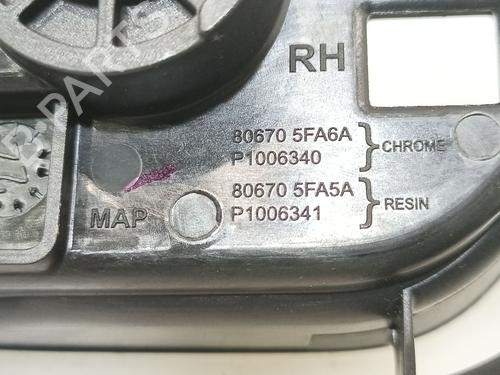 RH
80670 5FA6A
P1006340
CHROME
80670 5FA5A
P1006341
RESIN
MAP